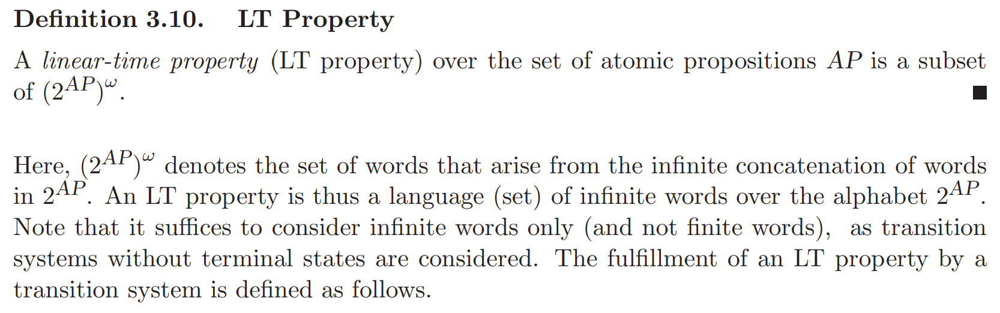 Definition 3.10. LT Property
A linear-time property (LT property) over the set of atomic propositions AP is a subset
of (2^{AP})^ω. ■
Here, (2^{AP})^ω denotes the set of words that arise from the infinite concatenation of words
in 2^{AP}. An LT property is thus a language (set) of infinite words over the alphabet 2^{AP}.
Note that it suffices to consider infinite words only (and not finite words), as transition
systems without terminal states are considered. The fulfillment of an LT property by a
transition system is defined as follows.